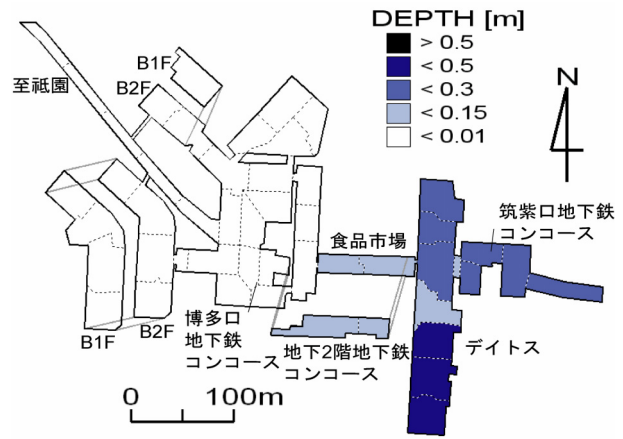 DEPTH [m]
> 0.5
< 0.5
< 0.3
< 0.15
< 0.01
N
B1F
B2F
至祇園
筑紫口地下鉄
コンコース
食品市場
博多口
地下鉄
コンコース
地下2階地下鉄
コンコース
デイトス
B1F
B2F
0
100m